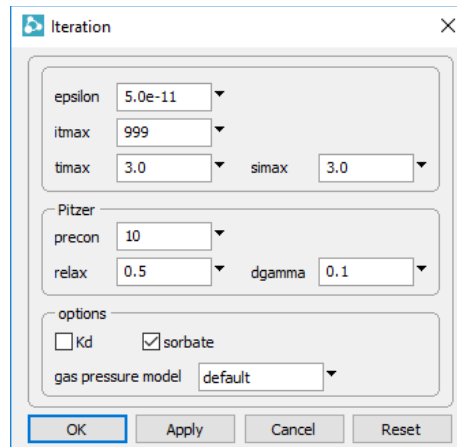 Iteration
epsilon 5.0e-11
itmax 999
timax 3.0 simax 3.0
Pitzer
precon 10
relax 0.5 dgamma 0.1
options
Kd sorbate
gas pressure model default
OK Apply Cancel Reset